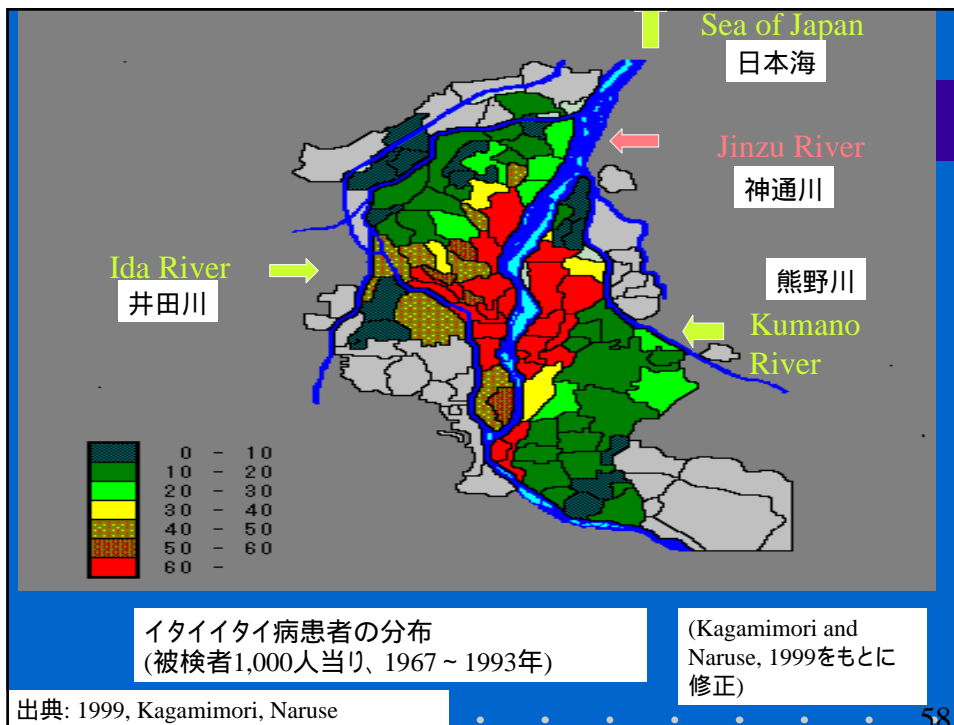 Sea of Japan
日本海
Jinzu River
神通川
Ida River
井田川
熊野川
Kumano
River
0 - 10
10 - 20
20 - 30
30 - 40
40 - 50
50 - 60
60 -
イタイイタイ病患者の分布
(被検者1,000人当り、1967～1993年)
(Kagamimori and
Naruse, 1999をもとに
修正)
出典: 1999, Kagamimori, Naruse
58